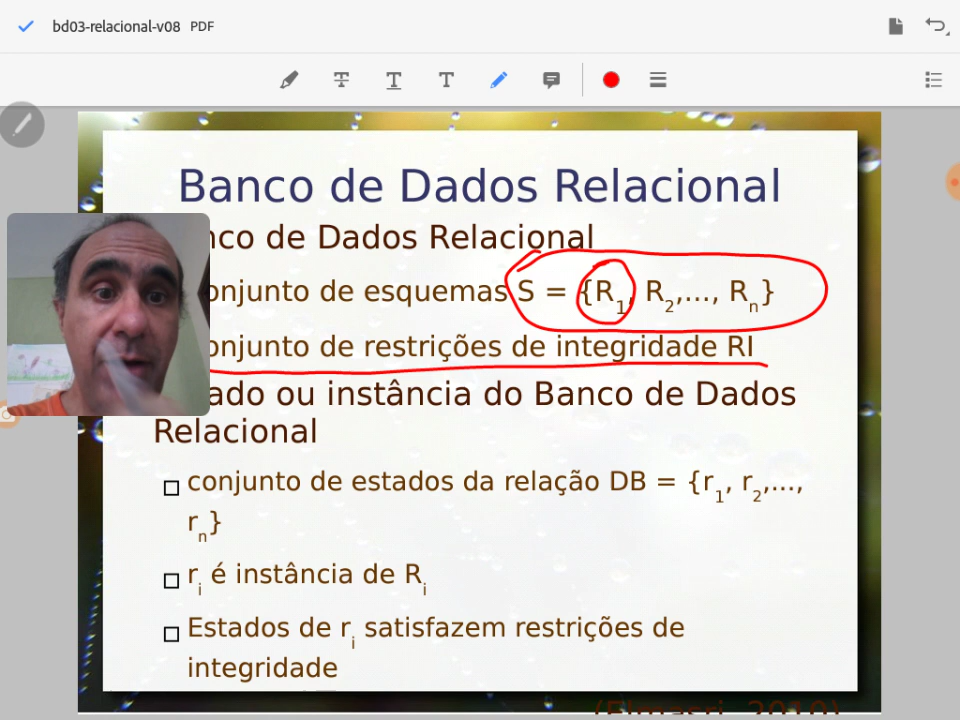 bd03-relacional-v08 PDF
Banco de Dados Relacional
nco de Dados Relacional
onjunto de esquemas S = {R1, R2,..., Rn}
onjunto de restrições de integridade RI
ado ou instância do Banco de Dados
Relacional
conjunto de estados da relação DB = {r1, r2,...,
rn}
ri é instância de Ri
Estados de ri satisfazem restrições de
integridade
(Elmasri, 2010)